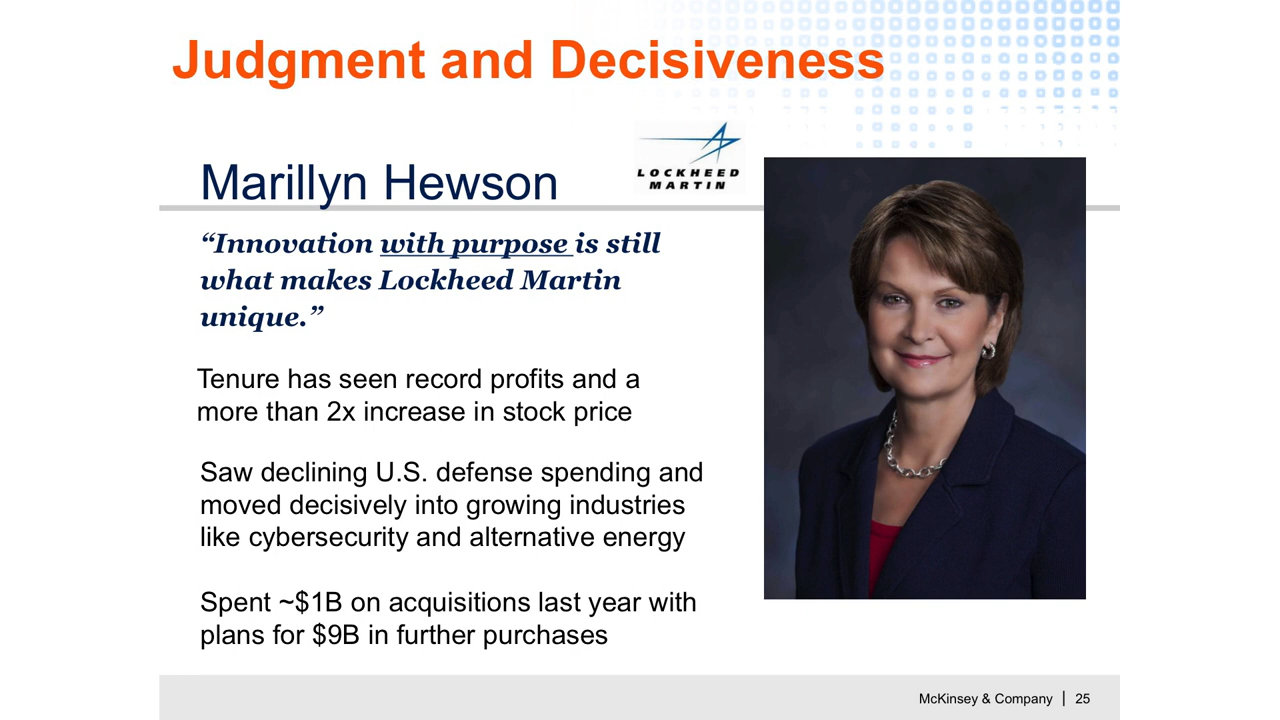 Judgment and Decisiveness
LOCKHEED
MARTIN
Marillyn Hewson
“Innovation with purpose is still
what makes Lockheed Martin
unique.”
Tenure has seen record profits and a
more than 2x increase in stock price
Saw declining U.S. defense spending and
moved decisively into growing industries
like cybersecurity and alternative energy
Spent ~$1B on acquisitions last year with
plans for $9B in further purchases
McKinsey & Company | 25